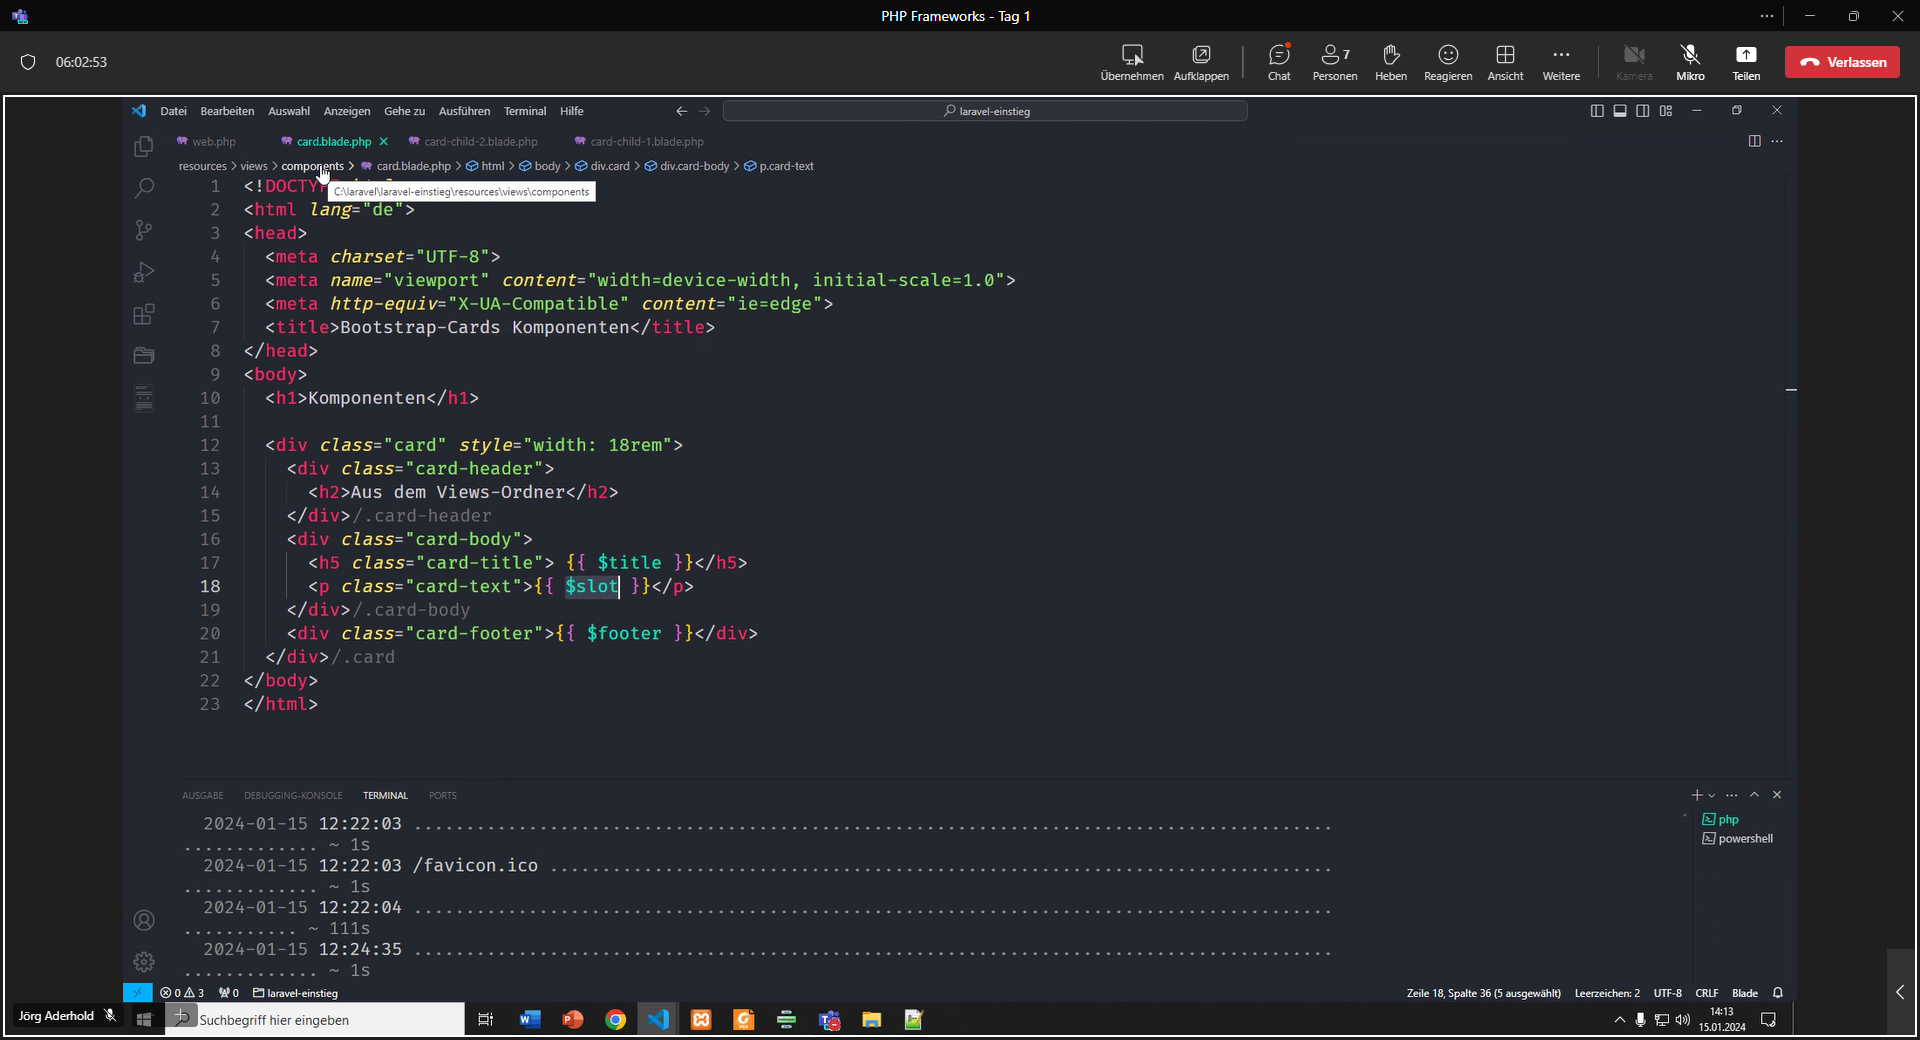 PHP Frameworks - Tag 1
06:02:53
Übernehmen Aufklappen Chat 7 Personen Heben Reagieren Ansicht Weitere Kamera Mikro Teilen Verlassen
Datei Bearbeiten Auswahl Anzeigen Gehe zu Ausführen Terminal Hilfe laravel-einstieg
web.php card.blade.php card-child-2.blade.php card-child-1.blade.php
resources > views > components > card.blade.php > html > body > div.card > div.card-body > p.card-text
C:\laravel\laravel-einstieg\resources\views\components
1 <!DOCTY
2 <html lang="de">
3 <head>
4 <meta charset="UTF-8">
5 <meta name="viewport" content="width=device-width, initial-scale=1.0">
6 <meta http-equiv="X-UA-Compatible" content="ie=edge">
7 <title>Bootstrap-Cards Komponenten</title>
8 </head>
9 <body>
10 <h1>Komponenten</h1>
11
12 <div class="card" style="width: 18rem">
13 <div class="card-header">
14 <h2>Aus dem Views-Ordner</h2>
15 </div>/.card-header
16 <div class="card-body">
17 <h5 class="card-title"> {{ $title }}</h5>
18 <p class="card-text">{{ $slot }}</p>
19 </div>/.card-body
20 <div class="card-footer">{{ $footer }}</div>
21 </div>/.card
22 </body>
23 </html>
AUSGABE DEBUGGING-KONSOLE TERMINAL PORTS
2024-01-15 12:22:03 ........................................................................................
............. ~ 1s
2024-01-15 12:22:03 /favicon.ico ...........................................................................
............. ~ 1s
2024-01-15 12:22:04 ........................................................................................
........... ~ 111s
2024-01-15 12:24:35 ........................................................................................
............. ~ 1s
php
powershell
0 3 0 laravel-einstieg Zeile 18, Spalte 36 (5 ausgewählt) Leerzeichen: 2 UTF-8 CRLF Blade
Jörg Aderhold Suchbegriff hier eingeben 14:13
15.01.2024